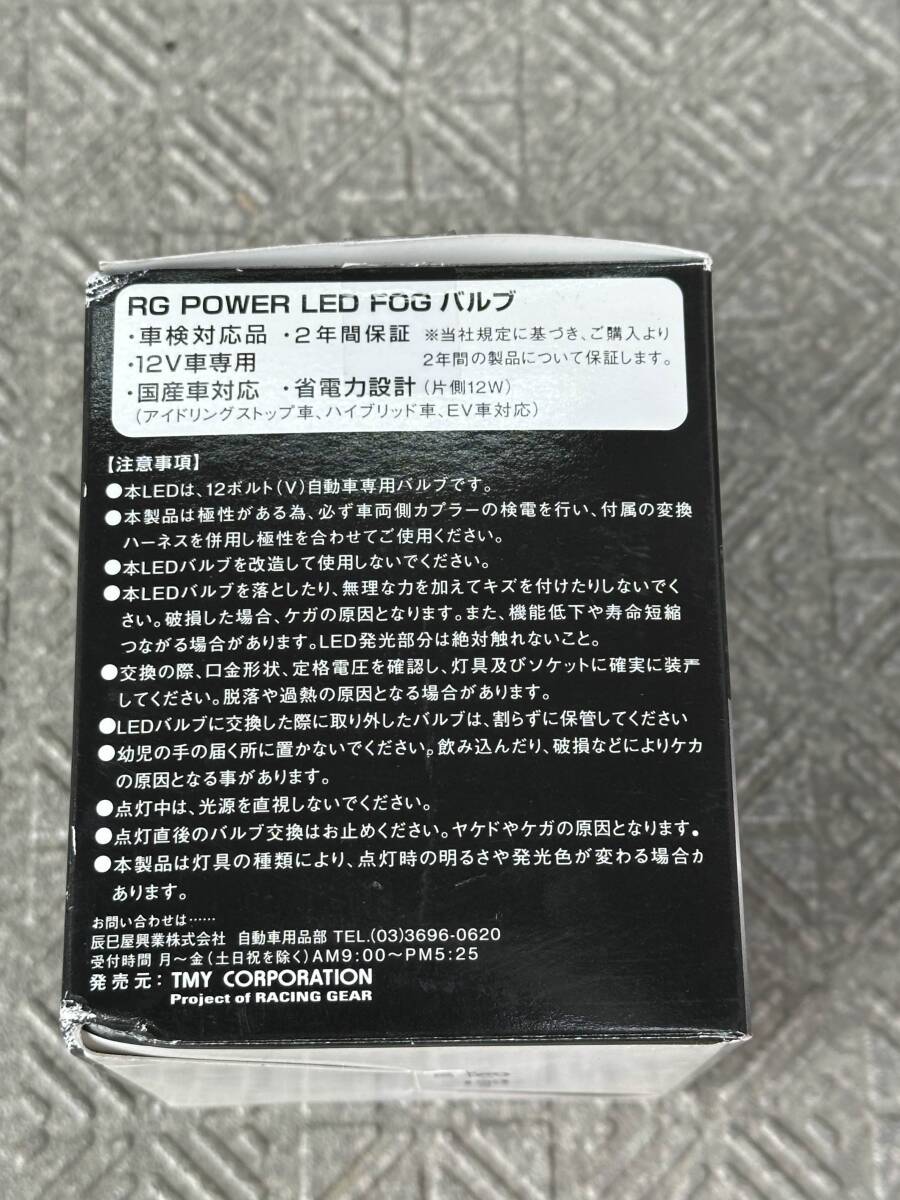 RG POWER LED FOG バルブ
・車検対応品 ・2年間保証 ※当社規定に基づき、ご購入より
・12V車専用 2年間の製品について保証します。
・国産車対応 ・省電力設計(片側12W)
(アイドリングストップ車、ハイブリッド車、EV車対応)
【注意事項】
●本LEDは、12ボルト(V)自動車専用バルブです。
●本製品は極性がある為、必ず車両側カプラーの検電を行い、付属の変換
ハーネスを併用し極性を合わせてご使用ください。
●本LEDバルブを改造して使用しないでください。
●本LEDバルブを落としたり、無理な力を加えてキズを付けたりしないでく
さい。破損した場合、ケガの原因となります。また、機能低下や寿命短縮
つながる場合があります。LED発光部分は絶対触れないこと。
●交換の際、口金形状、定格電圧を確認し、灯具及びソケットに確実に装
してください。脱落や過熱の原因となる場合があります。
●LEDバルブに交換した際に取り外したバルブは、割らずに保管してください
●幼児の手の届く所に置かないでください。飲み込んだり、破損などによりケカ
の原因となる事があります。
●点灯中は、光源を直視しないでください。
●点灯直後のバルブ交換はお止めください。ヤケドやケガの原因となります。
●本製品は灯具の種類により、点灯時の明るさや発光色が変わる場合か
あります。
お問い合わせは……
辰巳屋興業株式会社 自動車用品部 TEL.(03)3696-0620
受付時間 月〜金(土日祝を除く)AM9:00〜PM5:25
発売元: TMY CORPORATION
Project of RACING GEAR